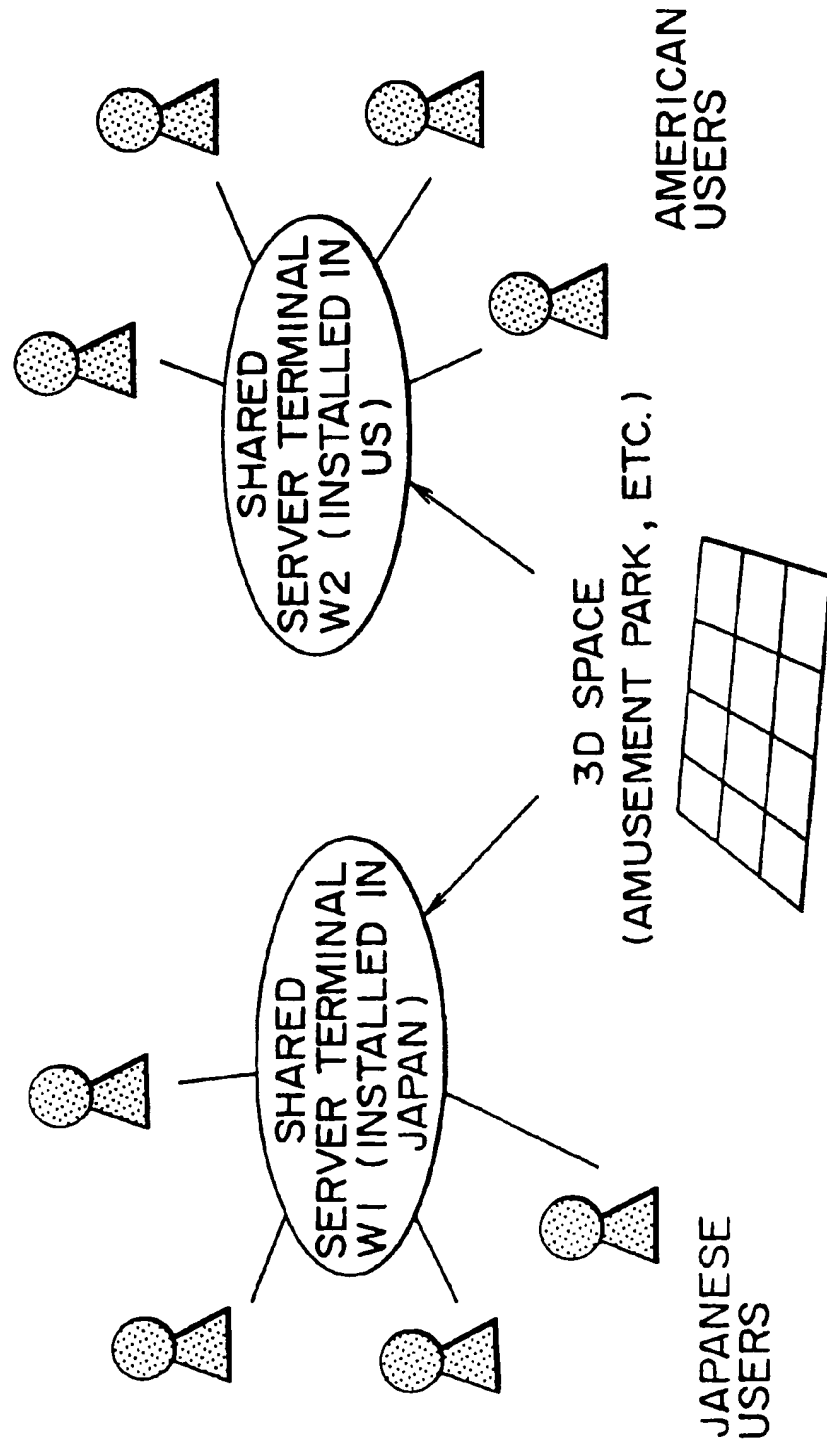 SHARED
SERVER TERMINAL
W1 (INSTALLED IN
JAPAN)
SHARED
SERVER TERMINAL
W2 (INSTALLED IN
US)
3D SPACE
(AMUSEMENT PARK, ETC.)
JAPANESE
USERS
AMERICAN
USERS